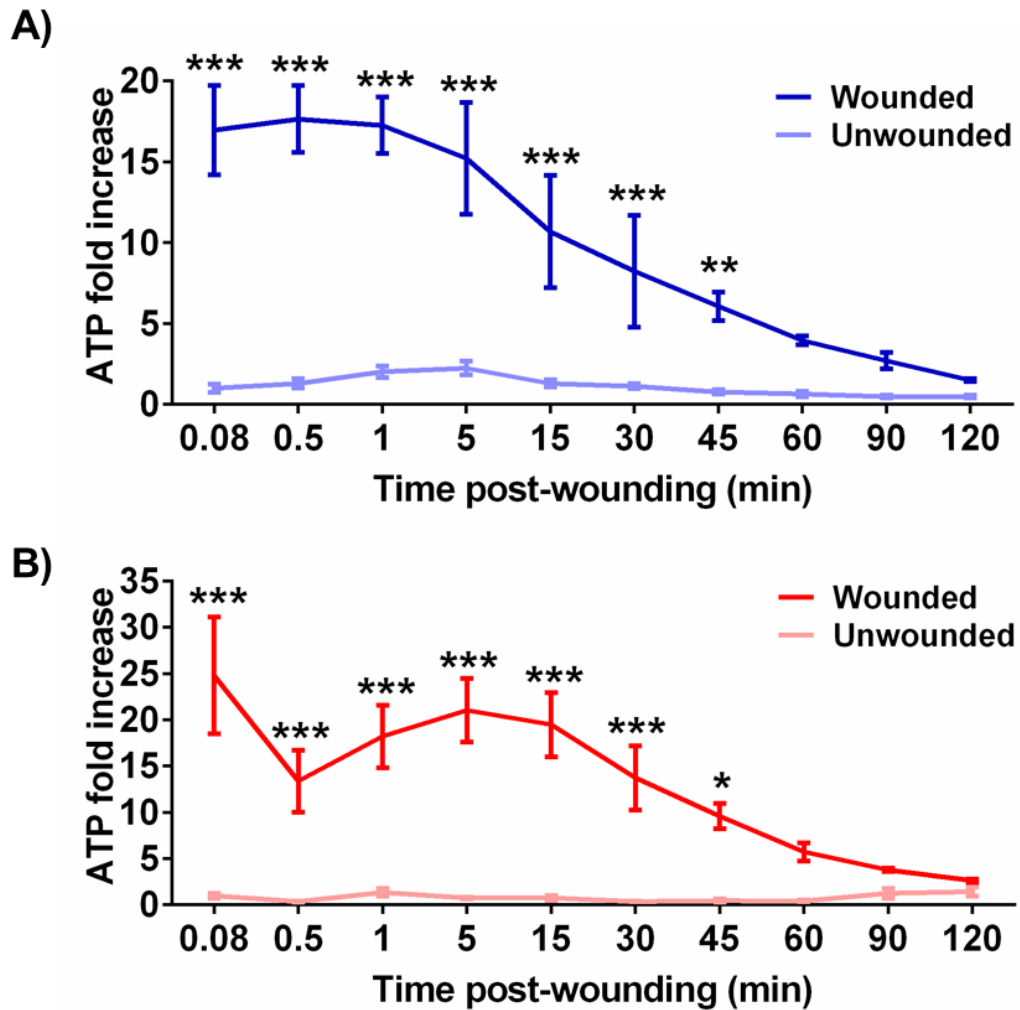 A)
*** *** *** *** *** *** **
20
15
10
5
0
ATP fold increase
Wounded
Unwounded
0.08 0.5 1 5 15 30 45 60 90 120
Time post-wounding (min)
B)
*** *** *** *** *** *** *
35
30
25
20
15
10
5
0
ATP fold increase
Wounded
Unwounded
0.08 0.5 1 5 15 30 45 60 90 120
Time post-wounding (min)